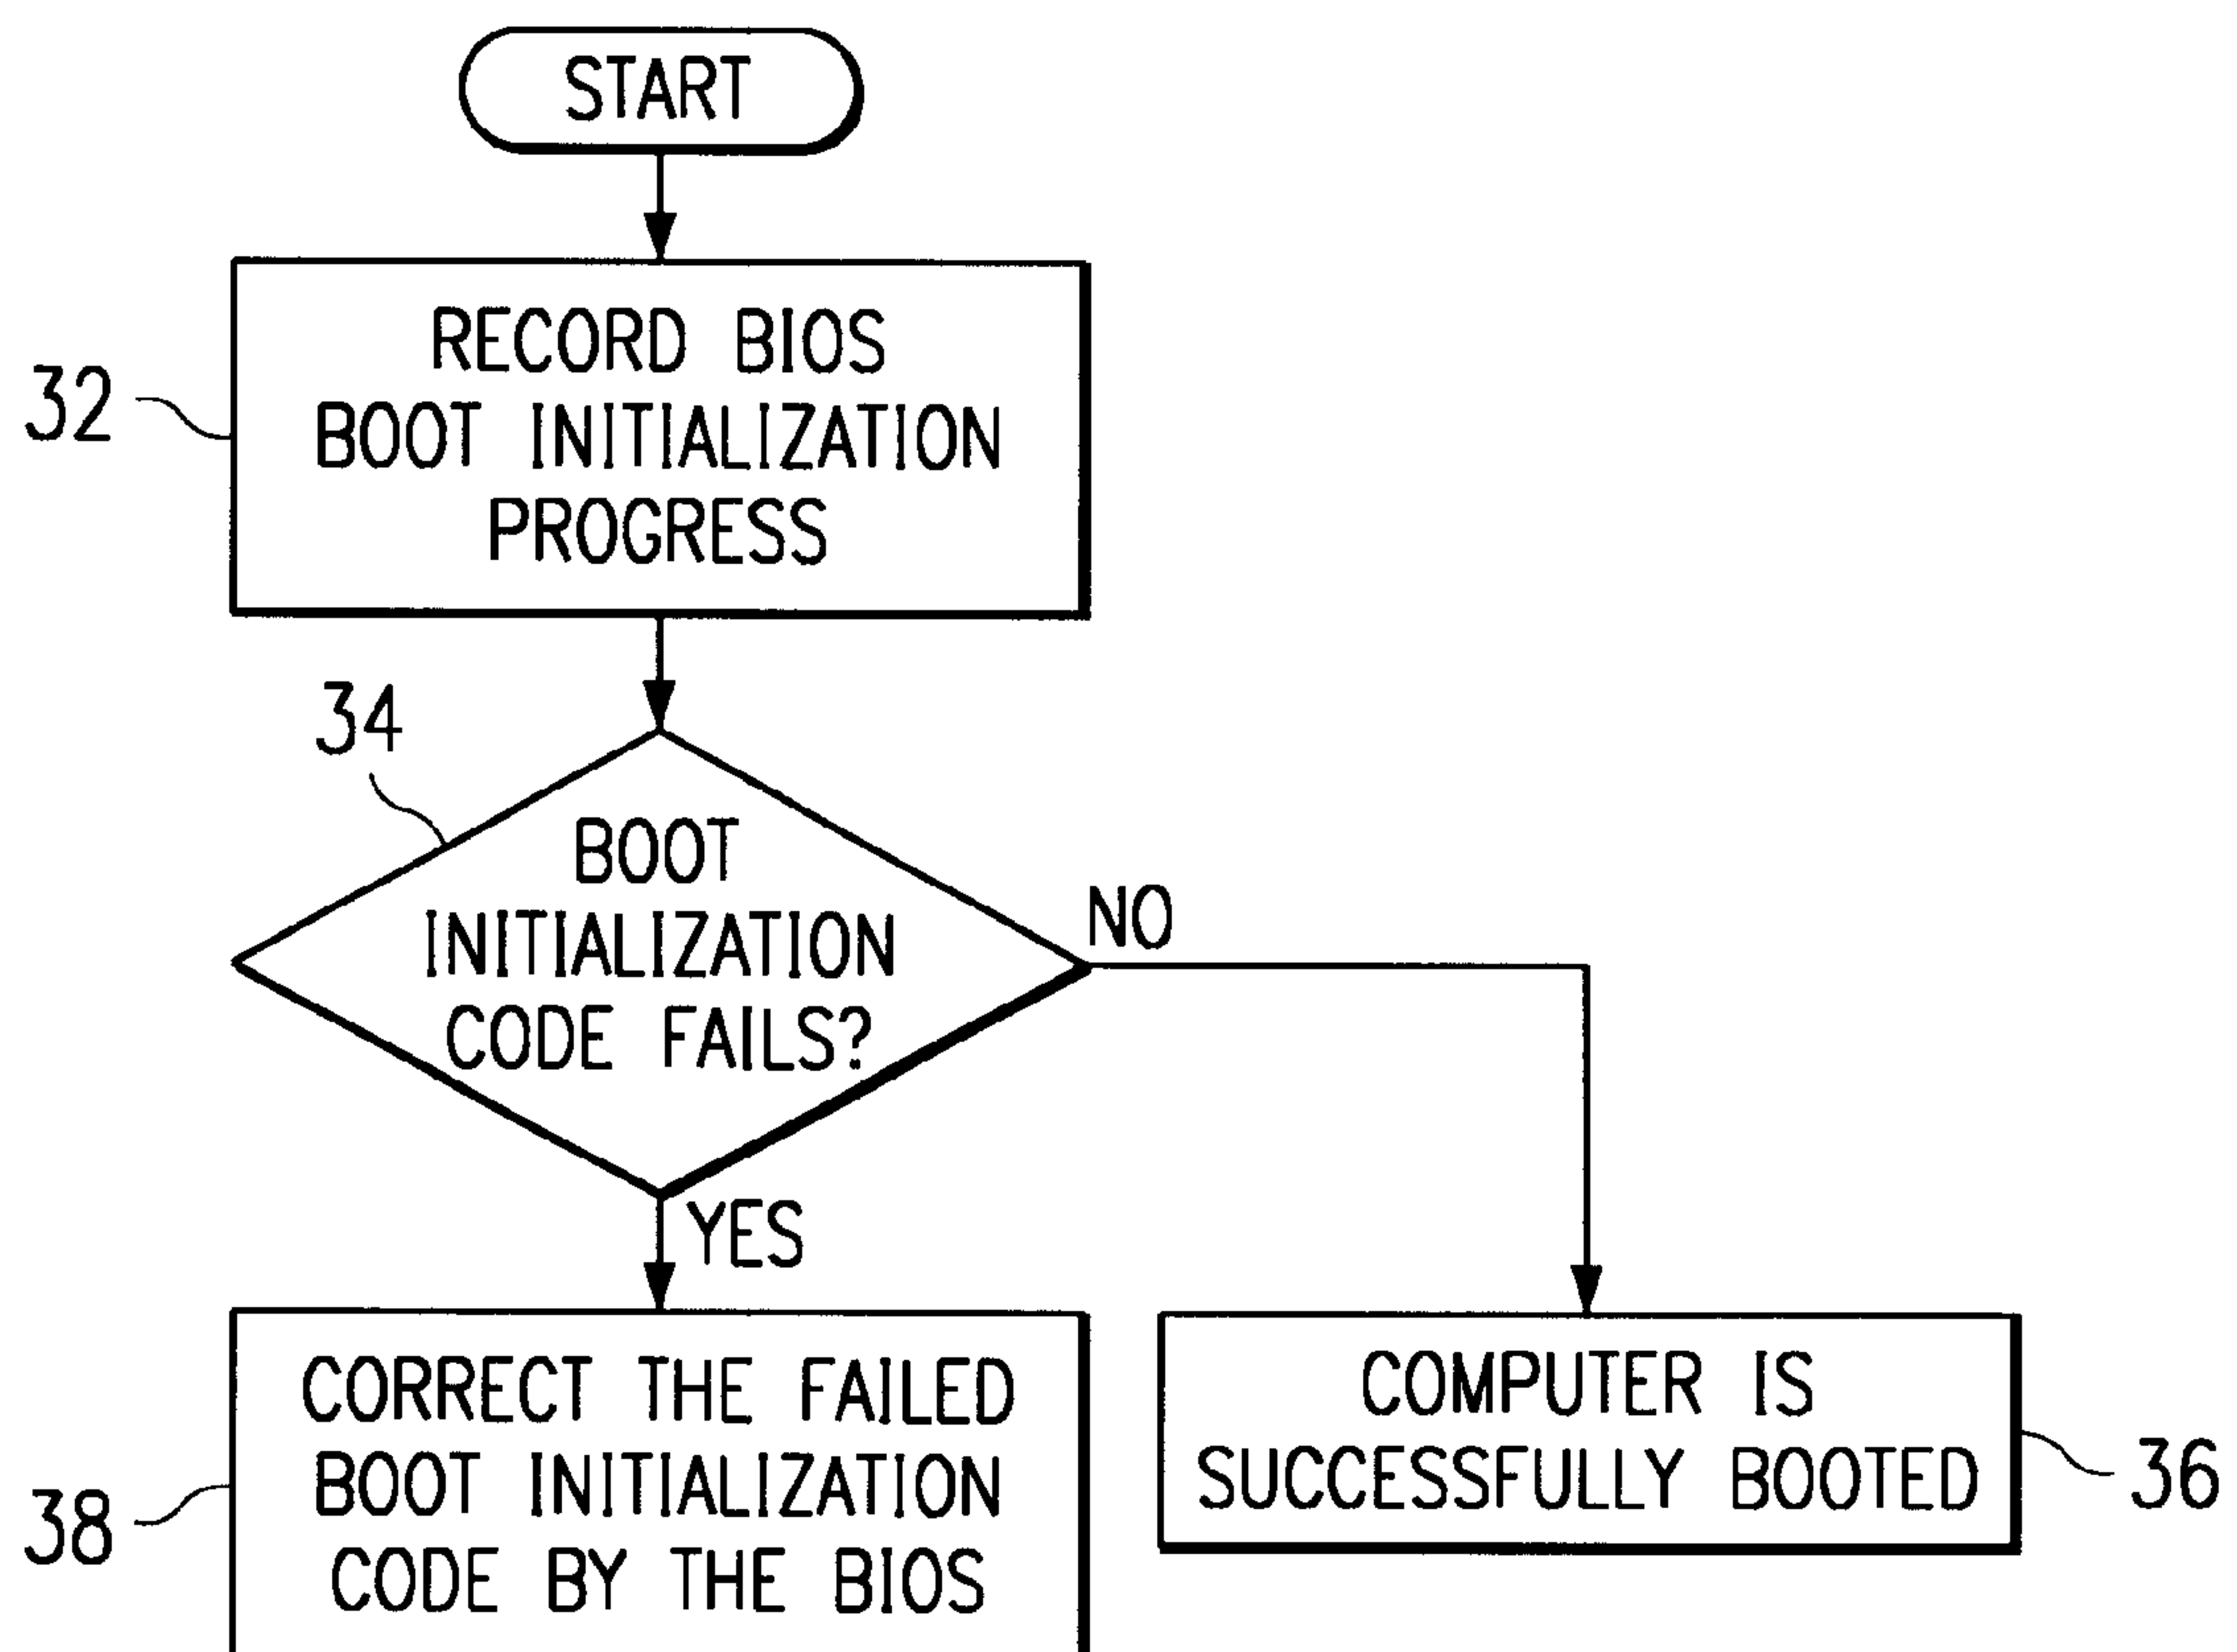 START
RECORD BIOS
BOOT INITIALIZATION
PROGRESS
32
34
BOOT
INITIALIZATION
CODE FAILS?
NO
YES
CORRECT THE FAILED
BOOT INITIALIZATION
CODE BY THE BIOS
38
COMPUTER IS
SUCCESSFULLY BOOTED
36